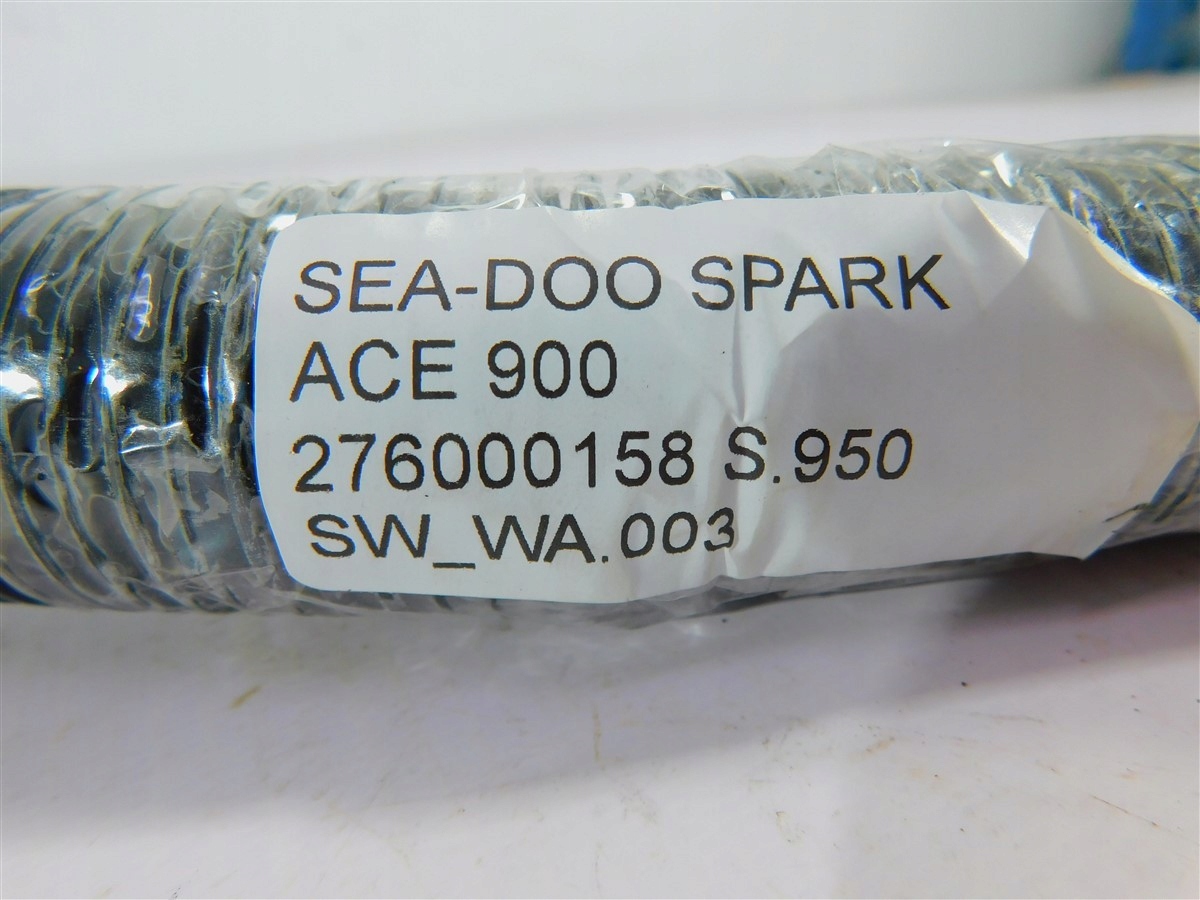 SEA-DOO SPARK
ACE 900
276000158 S.950
SW_WA.003